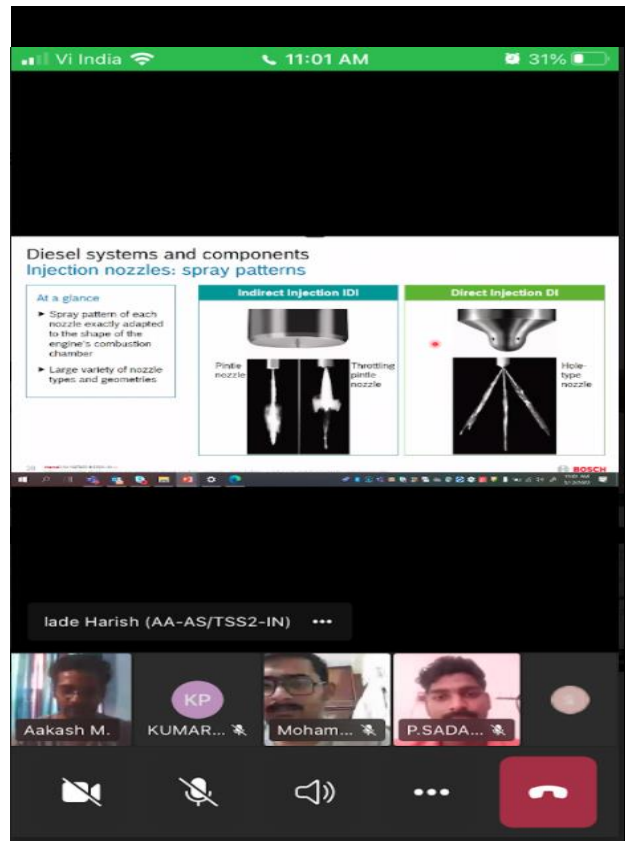 Vi India
11:01 AM
31%
Diesel systems and components
Injection nozzles: spray patterns
At a glance
► Spray pattern of each
nozzle exactly adapted
to the shape of the
engine's combustion
chamber
► Large variety of nozzle
types and geometries
Indirect Injection IDI
Pintle
nozzle
Throttling
pintle
nozzle
Direct Injection DI
Hole-
type
nozzle
BOSCH
lade Harish (AA-AS/TSS2-IN)
Aakash M.
KP
KUMAR...
Moham...
P.SADA...